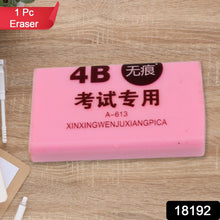 1 Pc
Eraser
4B 无痕
考试专用
A-613
XINXINGWENJUXIANGPICA
18192